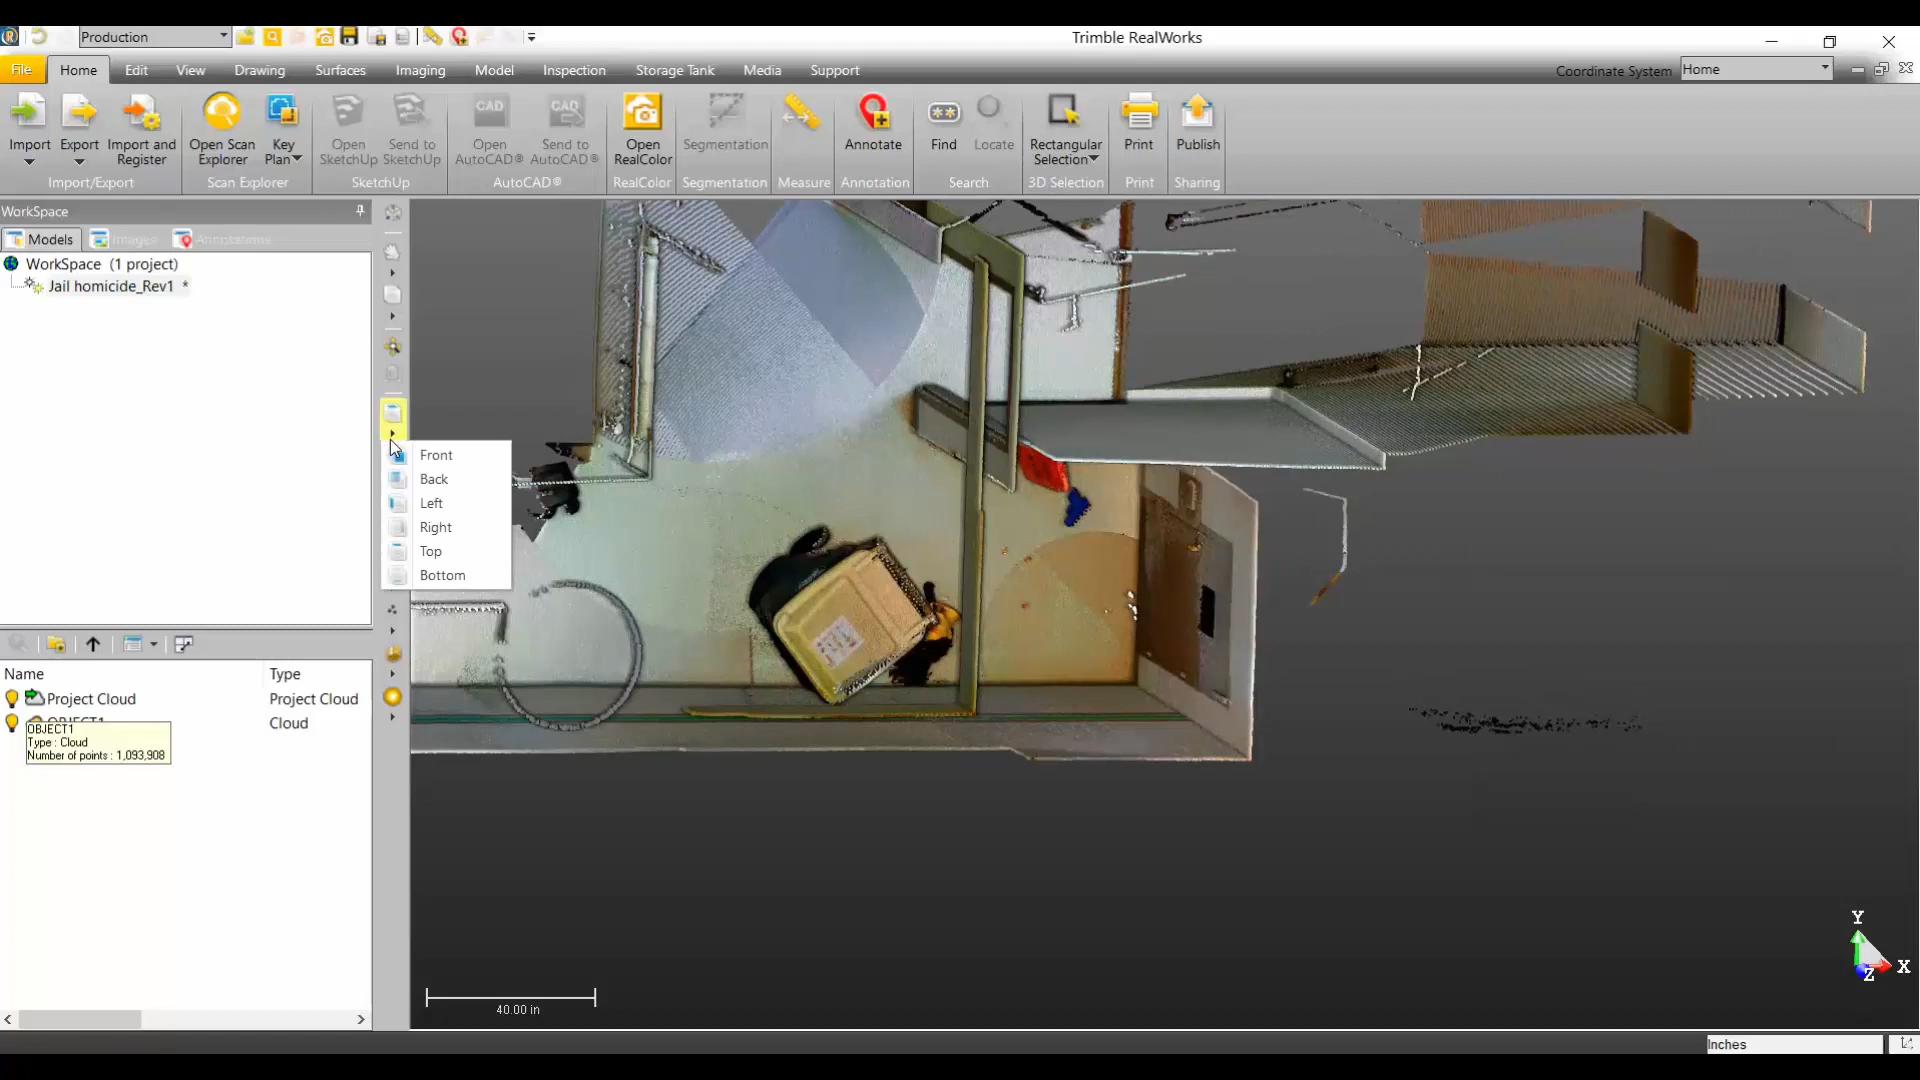 Production
Trimble RealWorks
File
Home
Edit
View
Drawing
Surfaces
Imaging
Model
Inspection
Storage Tank
Media
Support
Coordinate System
Home
Import
Export
Import and
Register
Open Scan
Explorer
Key
Plan
Open
SketchUp
Send to
SketchUp
CAD
Open
AutoCAD®
CAD
Send to
AutoCAD®
Open
RealColor
Segmentation
Annotate
Find
Locate
Rectangular
Selection
Print
Publish
Import/Export
Scan Explorer
SketchUp
AutoCAD®
RealColor
Segmentation
Measure
Annotation
Search
3D Selection
Print
Sharing
WorkSpace
Models
Images
Annotations
WorkSpace (1 project)
Jail homicide_Rev1 *
Front
Back
Left
Right
Top
Bottom
Name
Type
Project Cloud
Project Cloud
OBJECT1
Cloud
OBJECT1
Type : Cloud
Number of points : 1,093,908
40.00 in
Y
X
Z
Inches